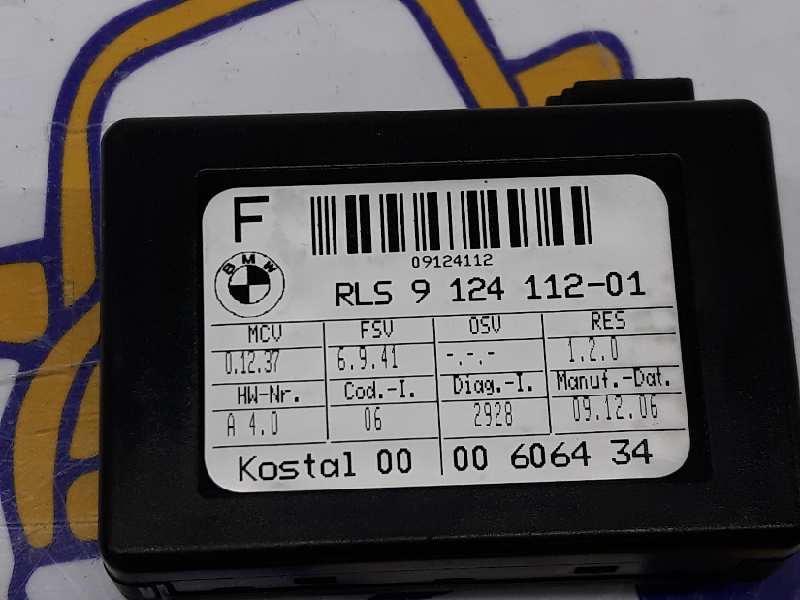 F
09124112
BMW
RLS 9 124 112-01
MCV FSV OSV RES
0.12.37 6.9.41 -.-.- 1.2.0
HW-Nr. Cod.-I. Diag.-I. Manuf.-Dat.
A 4.0 06 2928 09.12.06
Kostal 00 00 6064 34